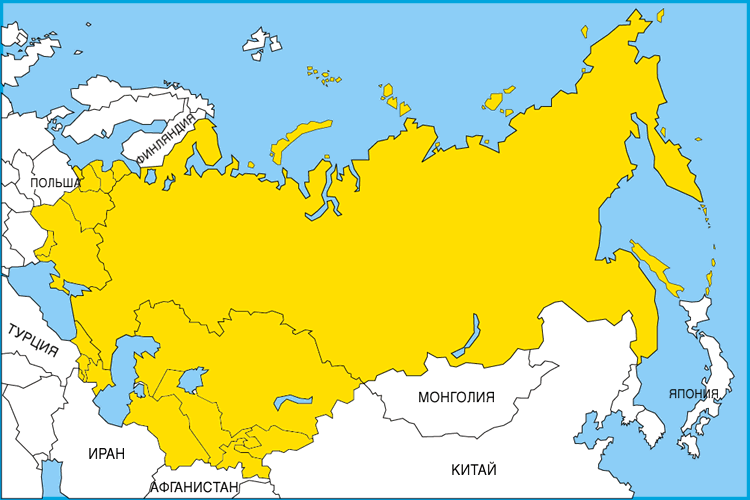 ФИНЛЯНДИЯ
ПОЛЬША
ТУРЦИЯ
МОНГОЛИЯ
ЯПОНИЯ
ИРАН
КИТАЙ
АФГАНИСТАН